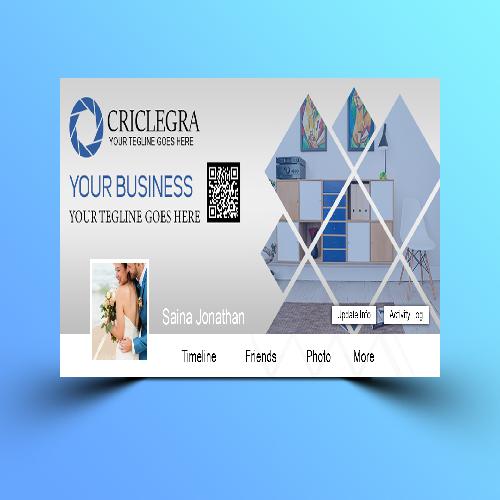 CRICLEGRA
YOUR TEGLINE GOES HERE
YOUR BUSINESS
YOUR TEGLINE GOES HERE
Saina Jonathan
Update Info Activity Log
Timeline Friends Photo More